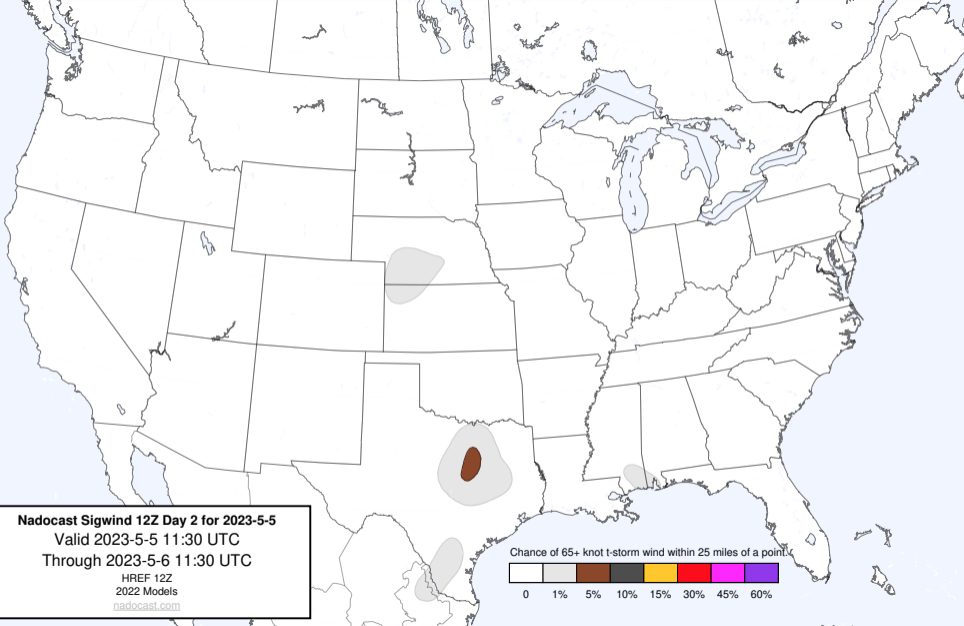 Nadocast Sigwind 12Z Day 2 for 2023-5-5
Valid 2023-5-5 11:30 UTC
Through 2023-5-6 11:30 UTC
HREF 12Z
2022 Models
nadocast.com
Chance of 65+ knot t-storm wind within 25 miles of a point.
0 1% 5% 10% 15% 30% 45% 60%